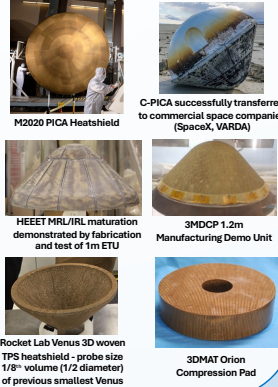 M2020 PICA Heatshield
C-PICA successfully transferre
to commercial space companie
(SpaceX, VARDA)
HEEET MRL/IRL maturation
demonstrated by fabrication
and test of 1m ETU
3MDCP 1.2m
Manufacturing Demo Unit
Rocket Lab Venus 3D woven
TPS heatshield - probe size
1/8th volume (1/2 diameter)
of previous smallest Venus
3DMAT Orion
Compression Pad